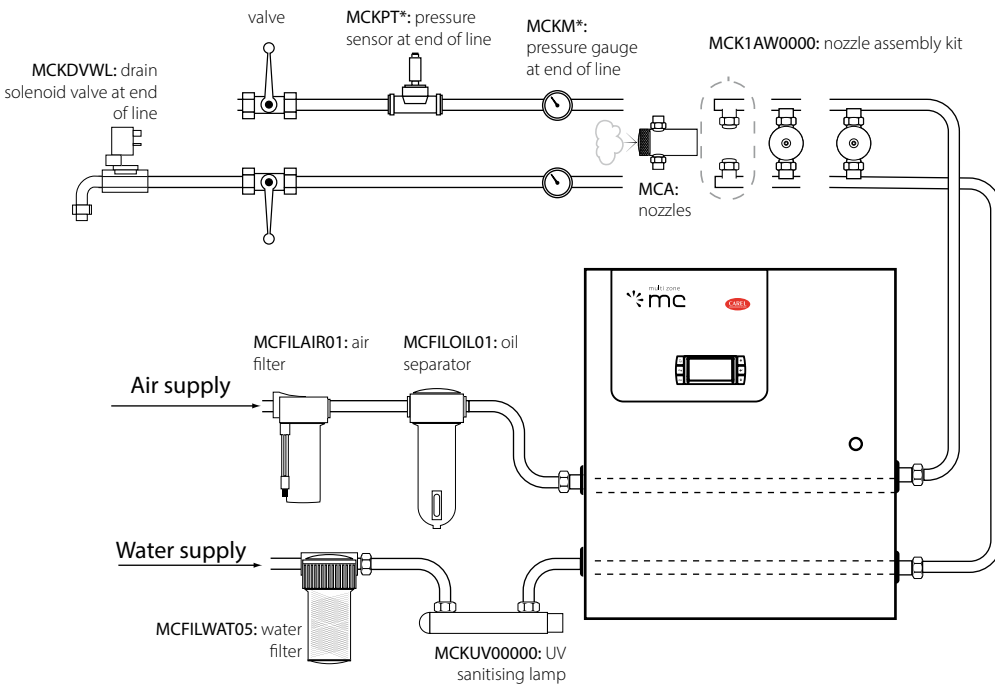 valve
MCKPT*: pressure
sensor at end of line
MCKM*:
pressure gauge
at end of line
MCK1AW0000: nozzle assembly kit
MCKDVWL: drain
solenoid valve at end
of line
MCA:
nozzles
multi zone
mc
CAREL
MCFILAIR01: air
filter
MCFILOIL01: oil
separator
Air supply
Water supply
MCFILWAT05: water
filter
MCKUV00000: UV
sanitising lamp